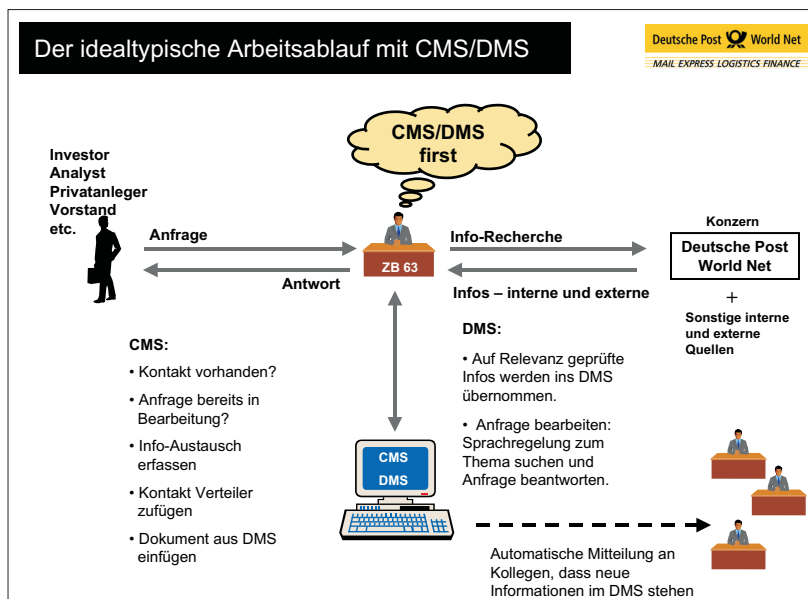 Der idealtypische Arbeitsablauf mit CMS/DMS
Deutsche Post World Net
MAIL EXPRESS LOGISTICS FINANCE
CMS/DMS
first
Investor
Analyst
Privatanleger
Vorstand
etc.
Anfrage
Antwort
ZB 63
Info-Recherche
Infos – interne und externe
Konzern
Deutsche Post
World Net
+
Sonstige interne
und externe
Quellen
CMS:
• Kontakt vorhanden?
• Anfrage bereits in
Bearbeitung?
• Info-Austausch
erfassen
• Kontakt Verteiler
zufügen
• Dokument aus DMS
einfügen
DMS:
• Auf Relevanz geprüfte
Infos werden ins DMS
übernommen.
• Anfrage bearbeiten:
Sprachregelung zum
Thema suchen und
Anfrage beantworten.
CMS
DMS
Automatische Mitteilung an
Kollegen, dass neue
Informationen im DMS stehen